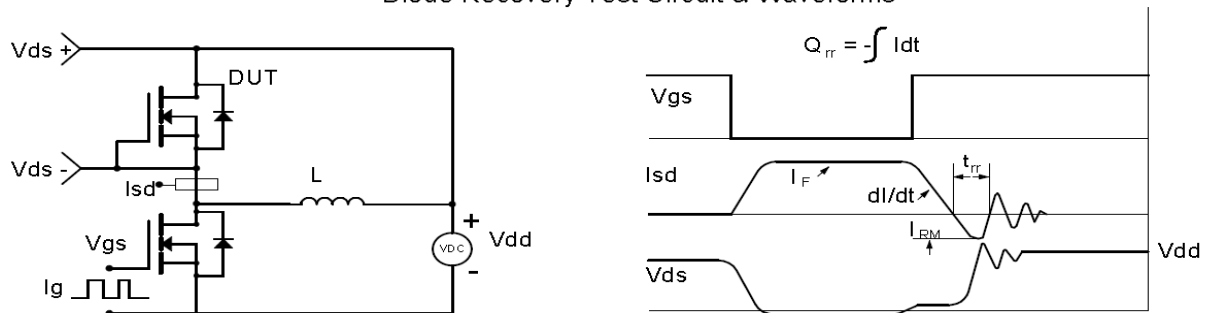 Diode Recovery Test Circuit & Waveforms
Vds +
DUT
Vds -
Isd
L
Vgs
Ig
+
VDC
-
Vdd
Q rr = -∫ Idt
Vgs
Isd
I F
dI/dt
t rr
I RM
Vds
Vdd